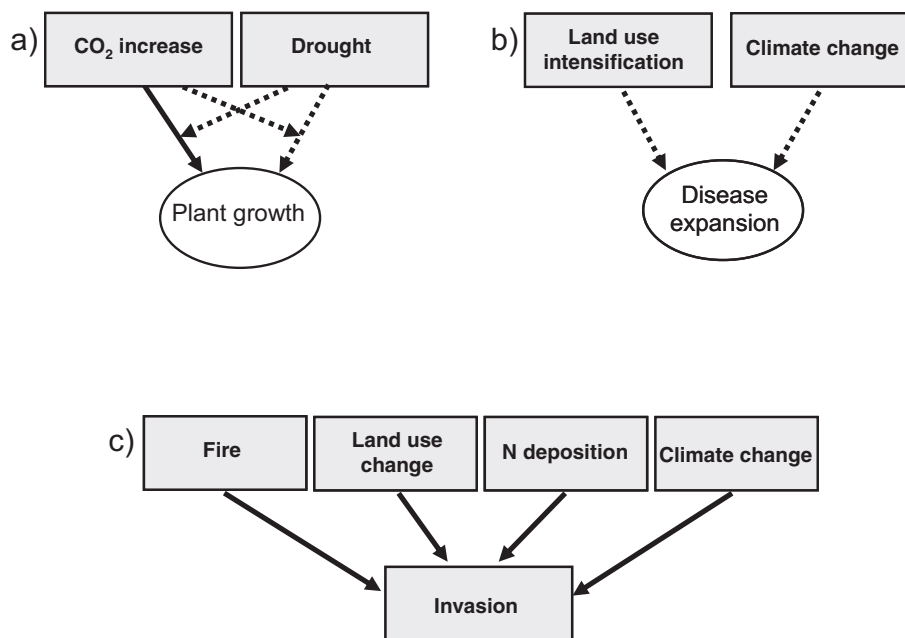 a)
CO₂ increase
Drought
Plant growth
b)
Land use
intensification
Climate change
Disease
expansion
c)
Fire
Land use
change
N deposition
Climate change
Invasion